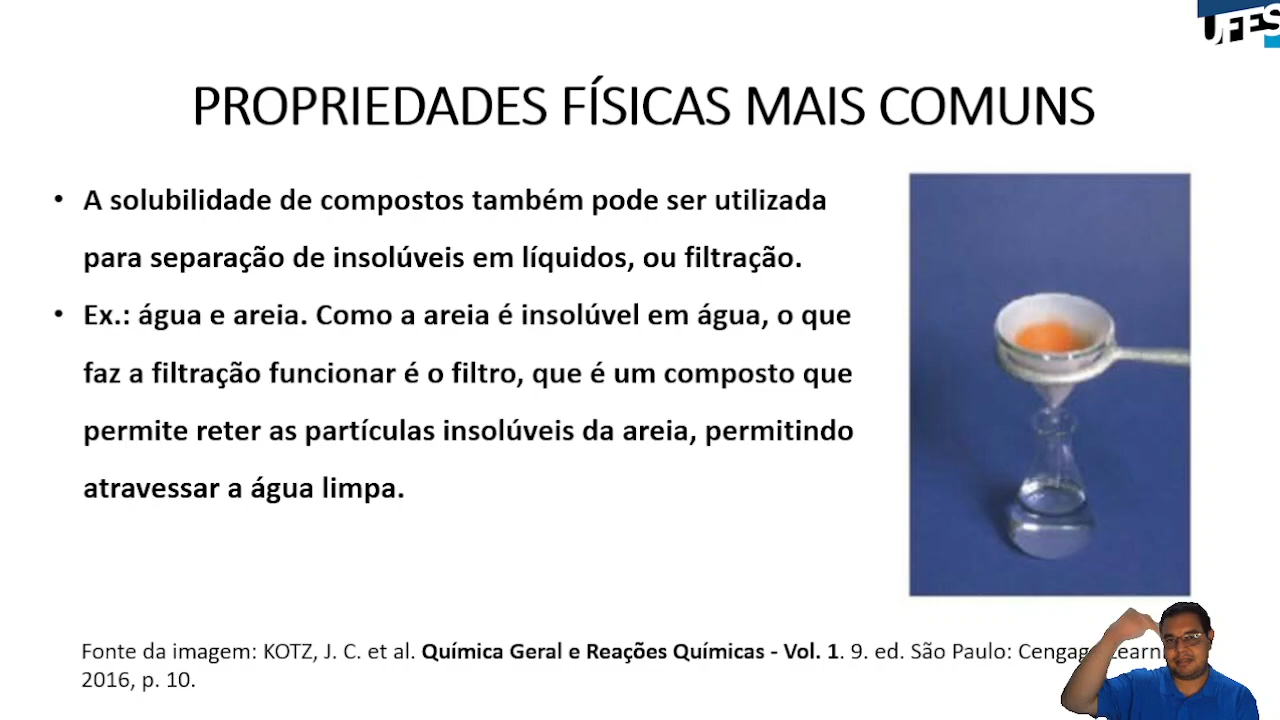 UFES
PROPRIEDADES FÍSICAS MAIS COMUNS
• A solubilidade de compostos também pode ser utilizada
para separação de insolúveis em líquidos, ou filtração.
• Ex.: água e areia. Como a areia é insolúvel em água, o que
faz a filtração funcionar é o filtro, que é um composto que
permite reter as partículas insolúveis da areia, permitindo
atravessar a água limpa.
Fonte da imagem: KOTZ, J. C. et al. Química Geral e Reações Químicas - Vol. 1. 9. ed. São Paulo:
2016, p. 10.